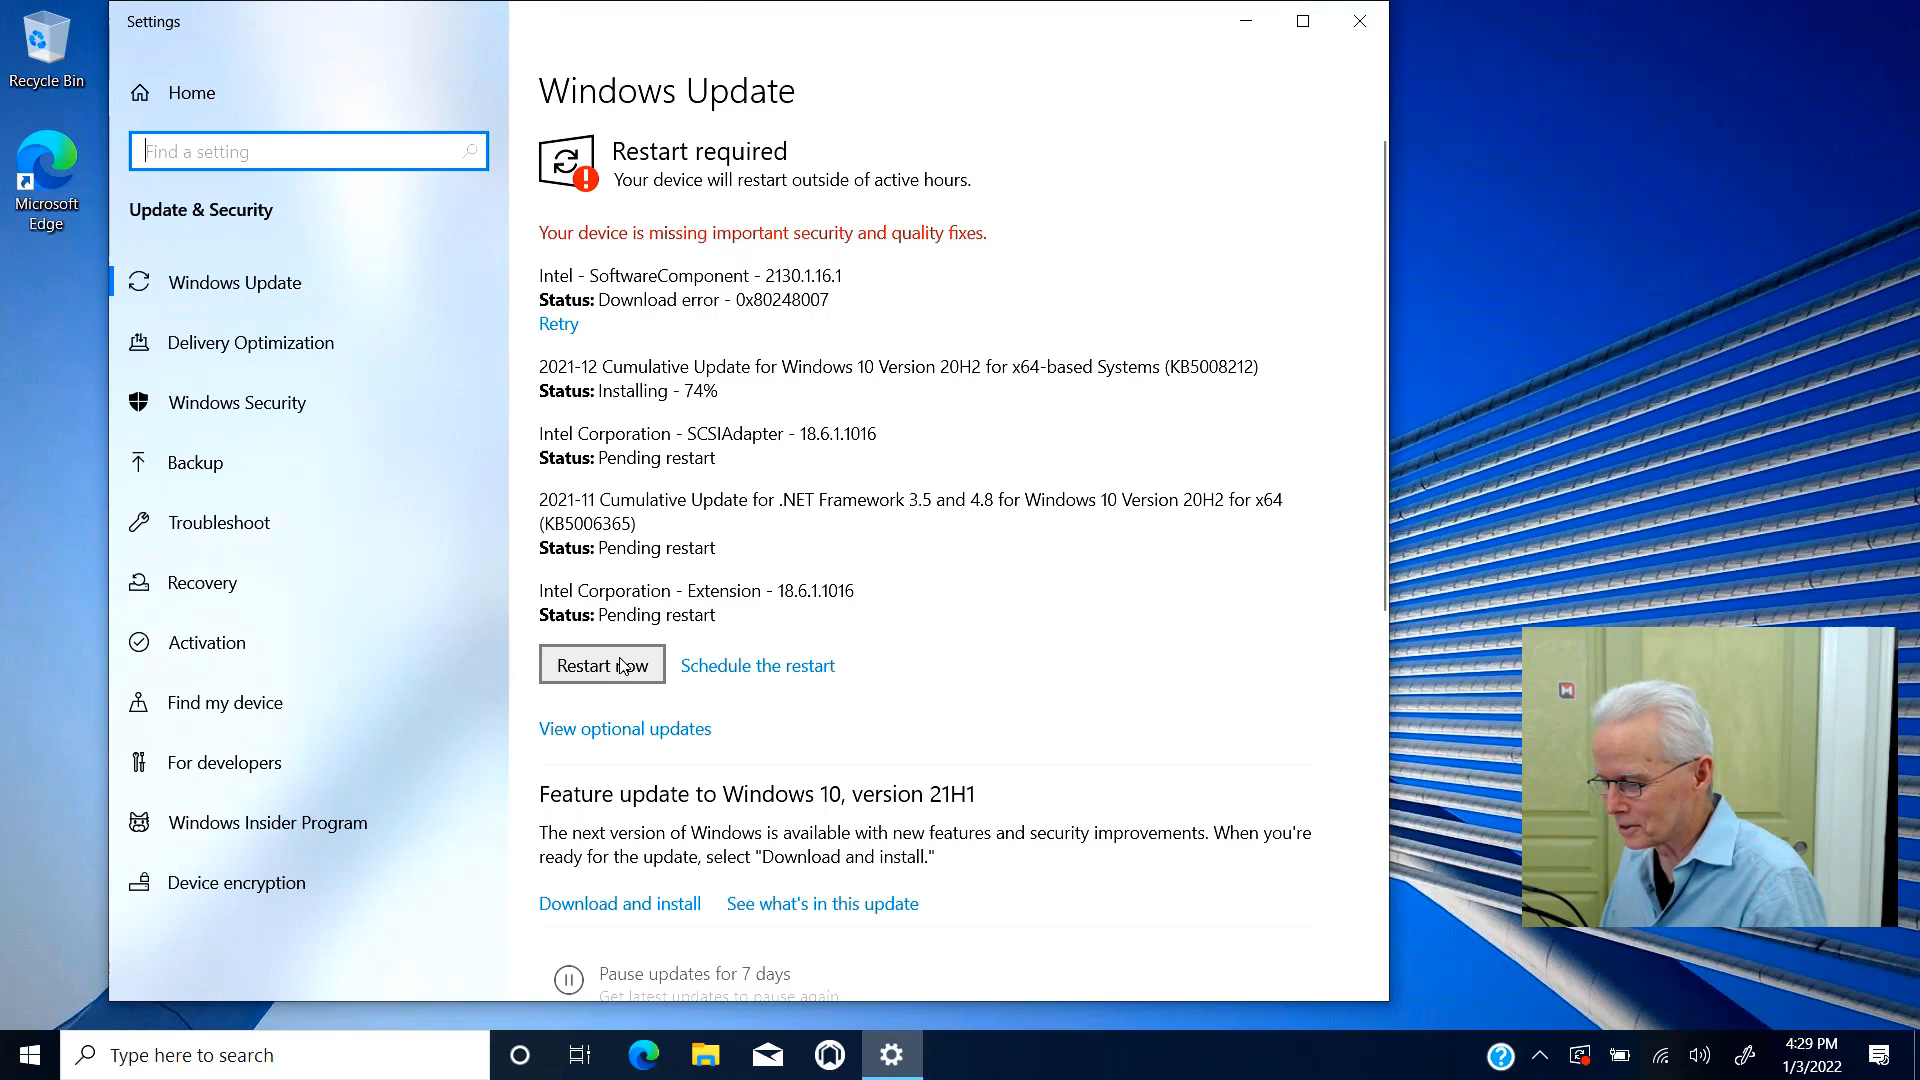 Recycle Bin
Microsoft
Edge
Settings
Home
Find a setting
Update & Security
Windows Update
Delivery Optimization
Windows Security
Backup
Troubleshoot
Recovery
Activation
Find my device
For developers
Windows Insider Program
Device encryption
Windows Update
Restart required
Your device will restart outside of active hours.
Your device is missing important security and quality fixes.
Intel - SoftwareComponent - 2130.1.16.1
Status: Download error - 0x80248007
Retry
2021-12 Cumulative Update for Windows 10 Version 20H2 for x64-based Systems (KB5008212)
Status: Installing - 74%
Intel Corporation - SCSIAdapter - 18.6.1.1016
Status: Pending restart
2021-11 Cumulative Update for .NET Framework 3.5 and 4.8 for Windows 10 Version 20H2 for x64
(KB5006365)
Status: Pending restart
Intel Corporation - Extension - 18.6.1.1016
Status: Pending restart
Restart now Schedule the restart
View optional updates
Feature update to Windows 10, version 21H1
The next version of Windows is available with new features and security improvements. When you're
ready for the update, select "Download and install."
Download and install See what's in this update
Pause updates for 7 days
Get latest updates to pause again
Type here to search
4:29 PM
1/3/2022